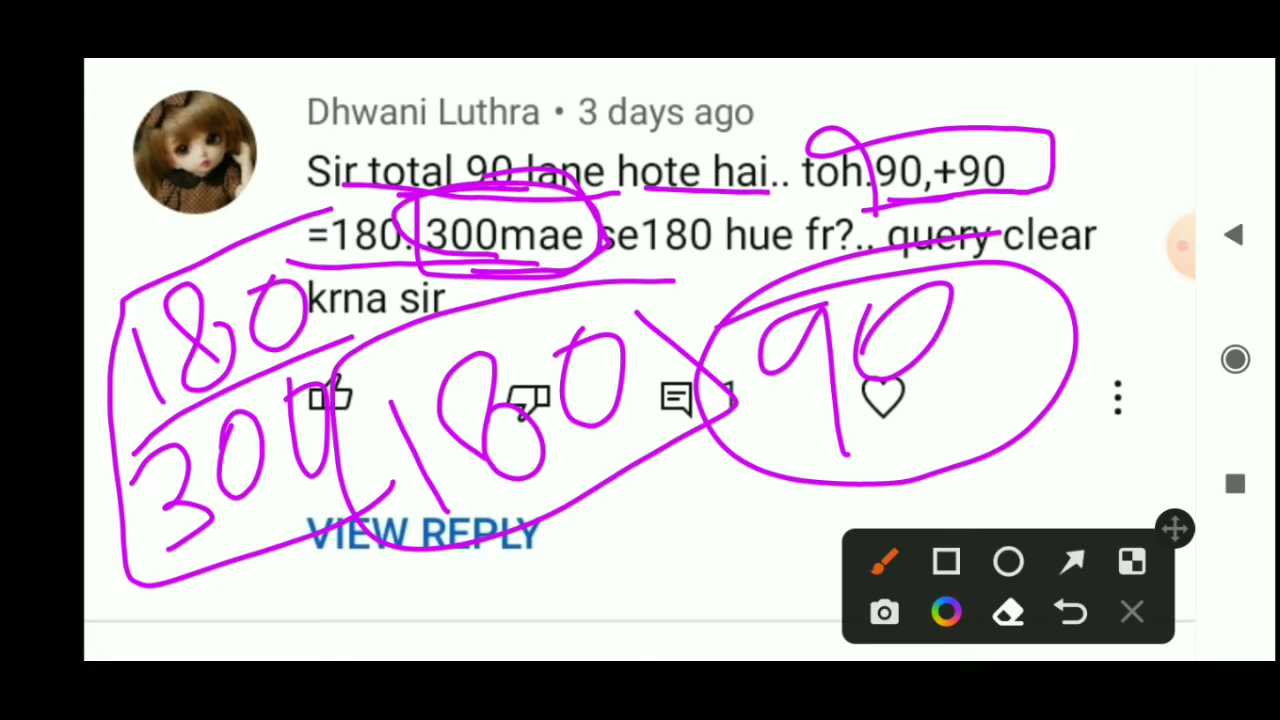 Dhwani Luthra • 3 days ago
Sir total 90 lane hote hai.. toh.90,+90
=180. 300mae se180 hue fr?.. query clear
krna sir
180
300
180
90
1
VIEW REPLY